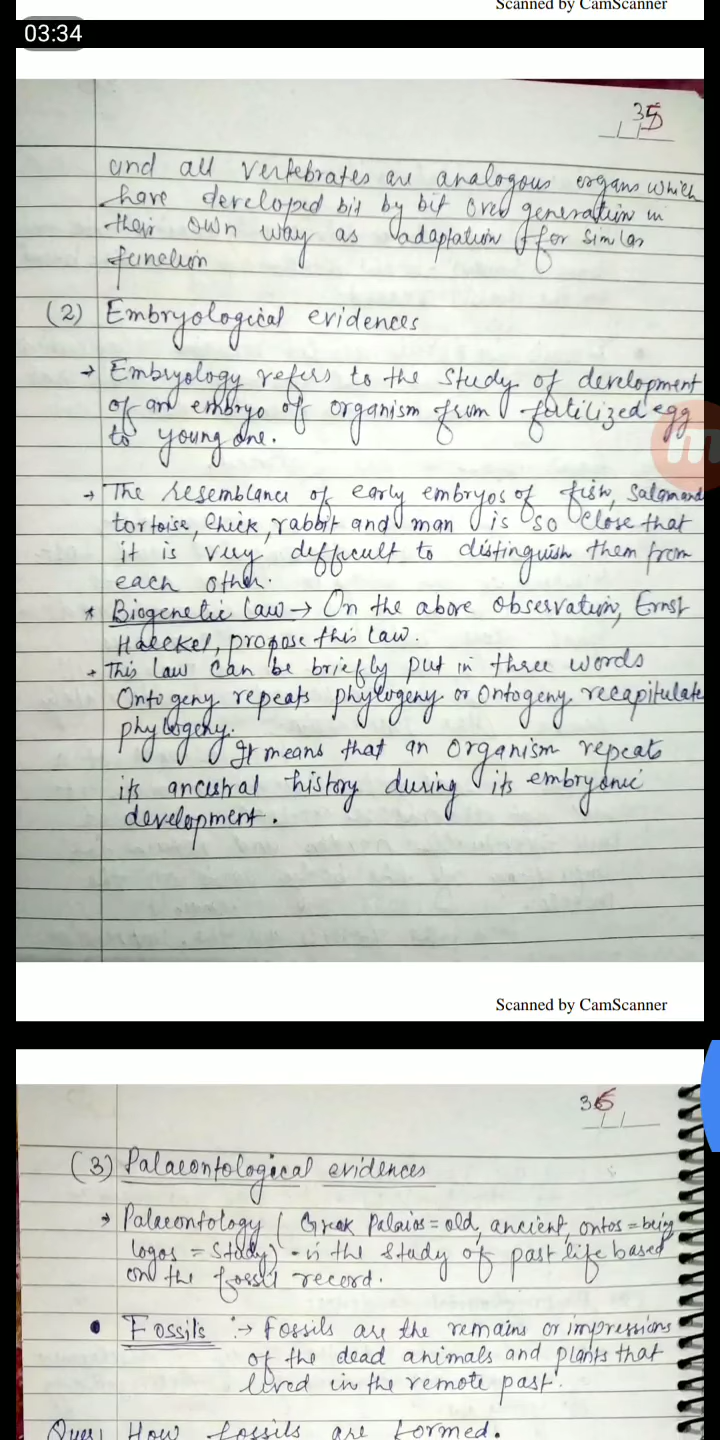 Scanned by CamScanner
03:34
35
and all vertebrates are analogous organs which
have developed bit by bit over generation in
their own way as adaptation for similar
function
(2) Embryological evidences
→ Embryology refers to the study of development
of an embryo of organism from fertilized egg
to young one.
→ The resemblance of early embryos of fish, Salamand
tortoise, Chick, rabbit and man is so close that
it is very difficult to distinguish them from
each other.
* Biogenetic law → On the above observation, Ernst
Haeckel, propose this law.
→ This law can be briefly put in three words
Ontogeny repeats phylogeny or Ontogeny recapitulate
phylogeny.
It means that an organism repeats
its ancestral history during its embryonic
development.
Scanned by CamScanner
36
(3) Palaeontological evidences
→ Palaeontology (Greek Palaios = old, ancient, ontos = being
logos = study) - is the study of past life based
on the fossil record.
• Fossils :→ Fossils are the remains or impressions
of the dead animals and plants that
lived in the remote past.
Ques: How fossils are formed.